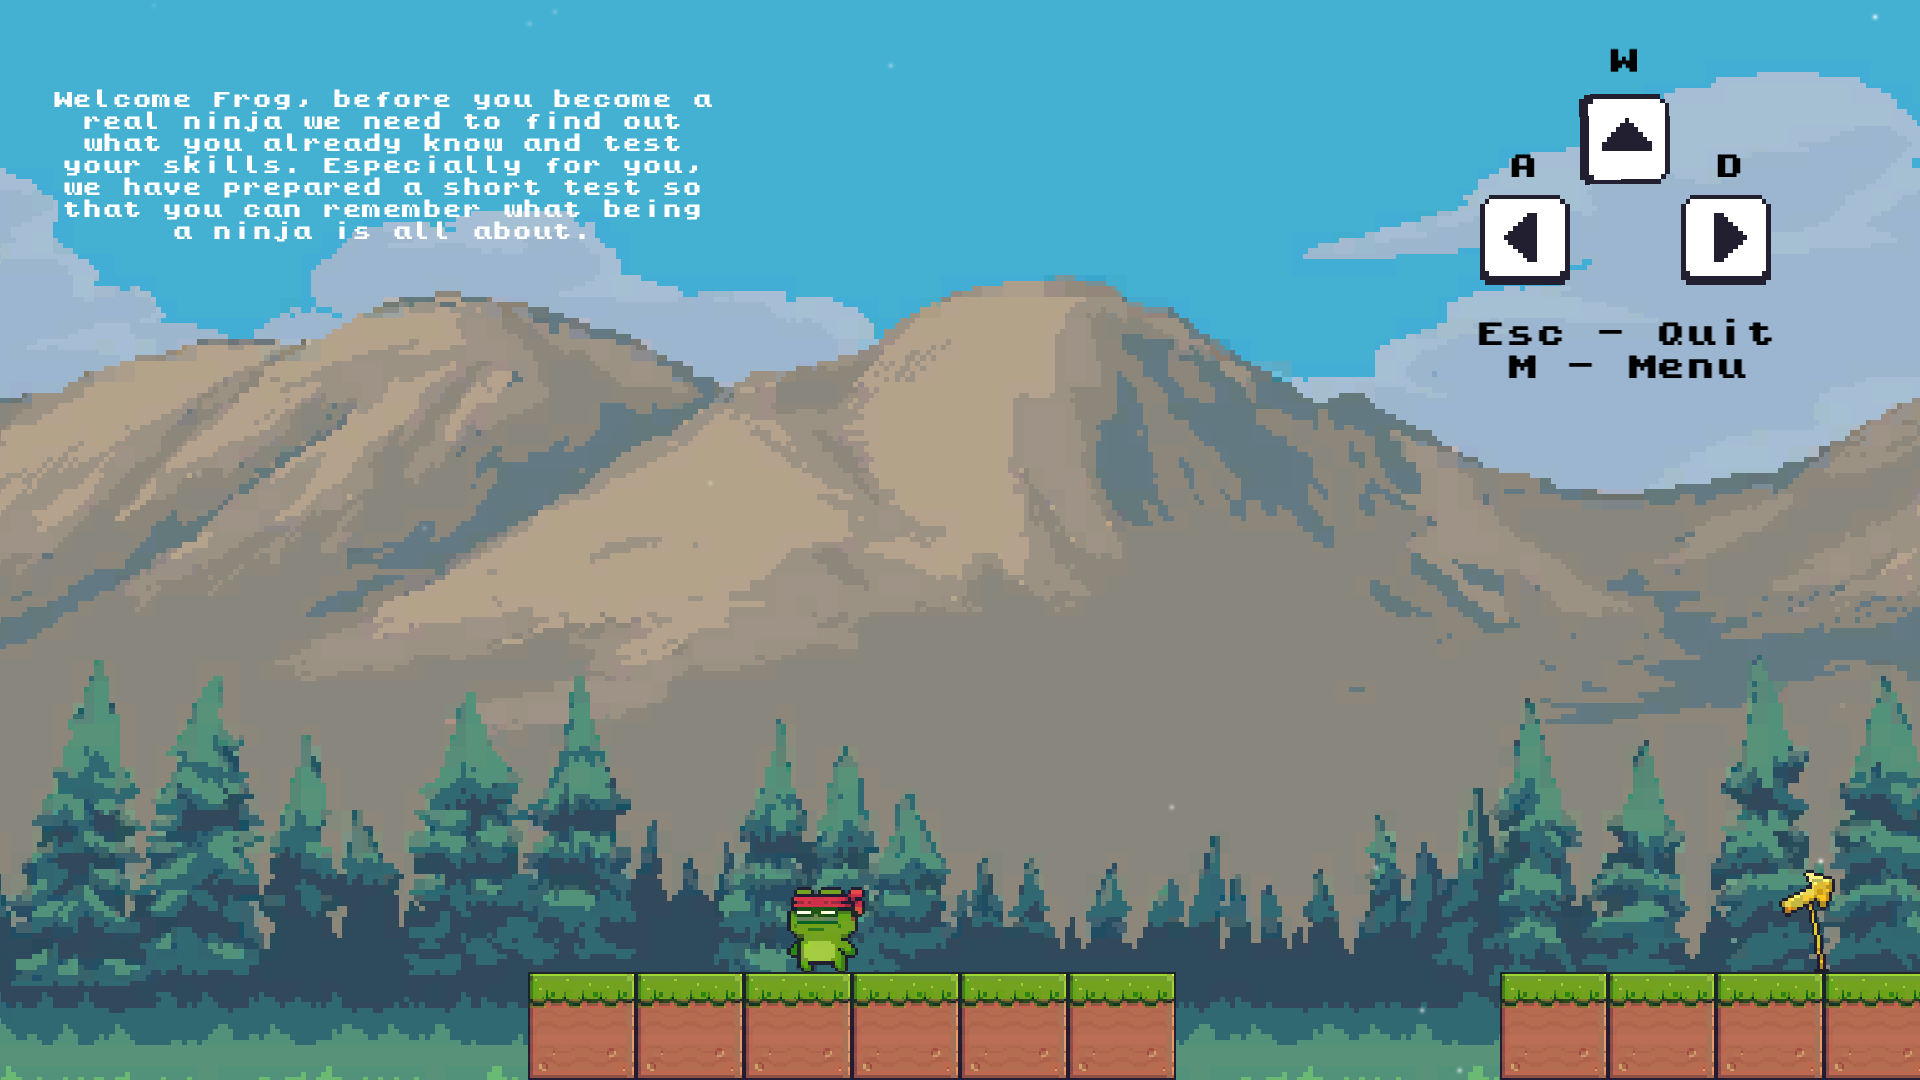 Welcome Frog, before you become a
real ninja we need to find out
what you already know and test
your skills. Especially for you,
we have prepared a short test so
that you can remember what being
a ninja is all about.
W
A
D
Esc - Quit
M - Menu